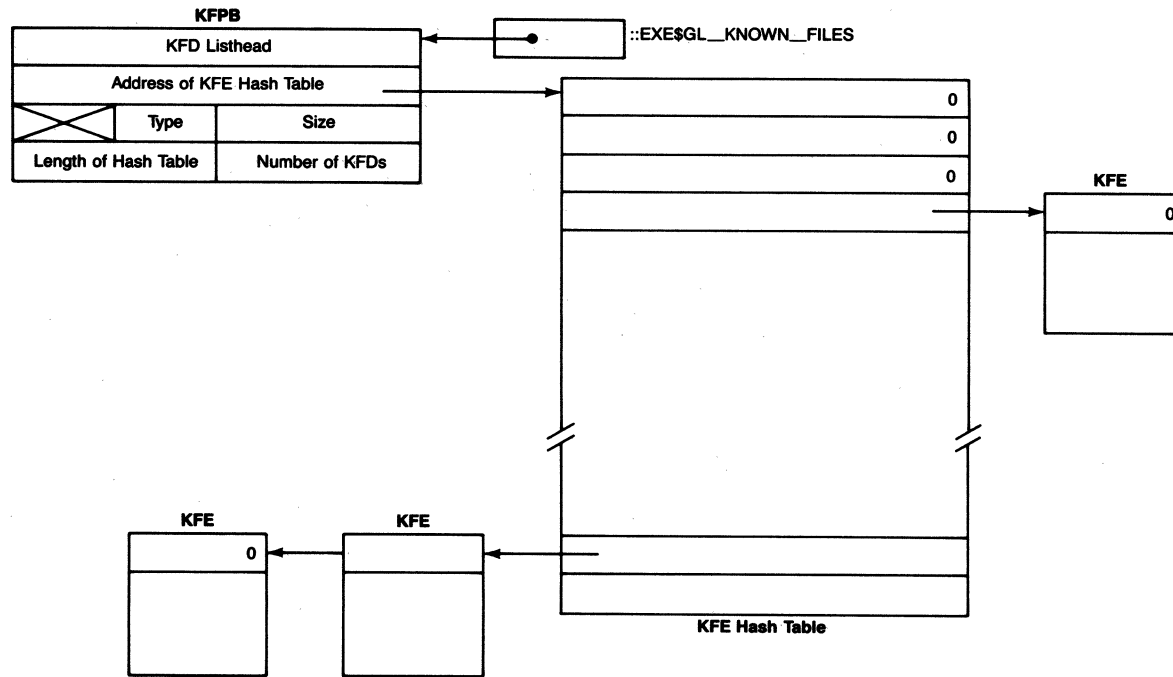 KFPB
KFD Listhead
::EXE$GL__KNOWN__FILES
Address of KFE Hash Table
0
Type
Size
0
Length of Hash Table
Number of KFDs
0
KFE
0
KFE
KFE
0
KFE Hash Table